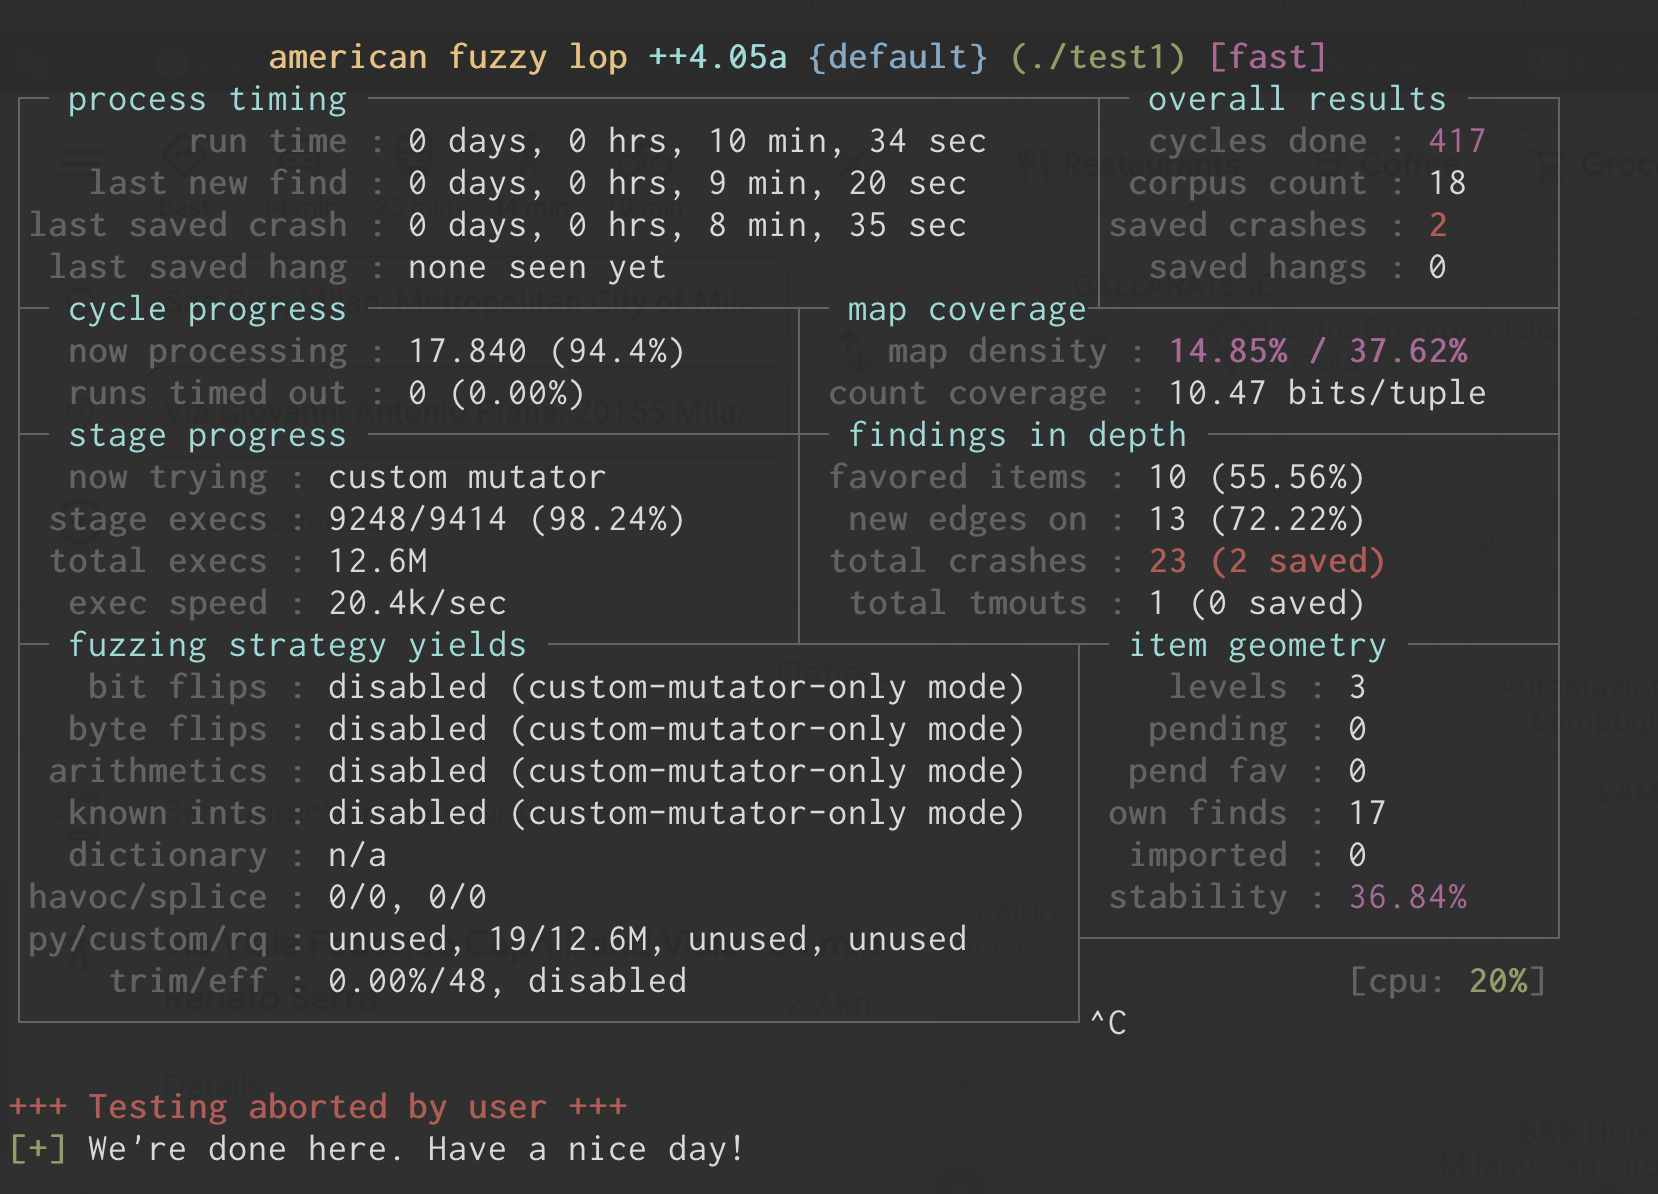 american fuzzy lop ++4.05a {default} (./test1) [fast]
process timing
overall results
run time : 0 days, 0 hrs, 10 min, 34 sec
cycles done : 417
last new find : 0 days, 0 hrs, 9 min, 20 sec
corpus count : 18
last saved crash : 0 days, 0 hrs, 8 min, 35 sec
saved crashes : 2
last saved hang : none seen yet
saved hangs : 0
cycle progress
map coverage
now processing : 17.840 (94.4%)
map density : 14.85% / 37.62%
runs timed out : 0 (0.00%)
count coverage : 10.47 bits/tuple
stage progress
findings in depth
now trying : custom mutator
favored items : 10 (55.56%)
stage execs : 9248/9414 (98.24%)
new edges on : 13 (72.22%)
total execs : 12.6M
total crashes : 23 (2 saved)
exec speed : 20.4k/sec
total tmouts : 1 (0 saved)
fuzzing strategy yields
item geometry
bit flips : disabled (custom-mutator-only mode)
levels : 3
byte flips : disabled (custom-mutator-only mode)
pending : 0
arithmetics : disabled (custom-mutator-only mode)
pend fav : 0
known ints : disabled (custom-mutator-only mode)
own finds : 17
dictionary : n/a
imported : 0
havoc/splice : 0/0, 0/0
stability : 36.84%
py/custom/rq : unused, 19/12.6M, unused, unused
trim/eff : 0.00%/48, disabled
[cpu: 20%]
^C
+++ Testing aborted by user +++
[+] We're done here. Have a nice day!